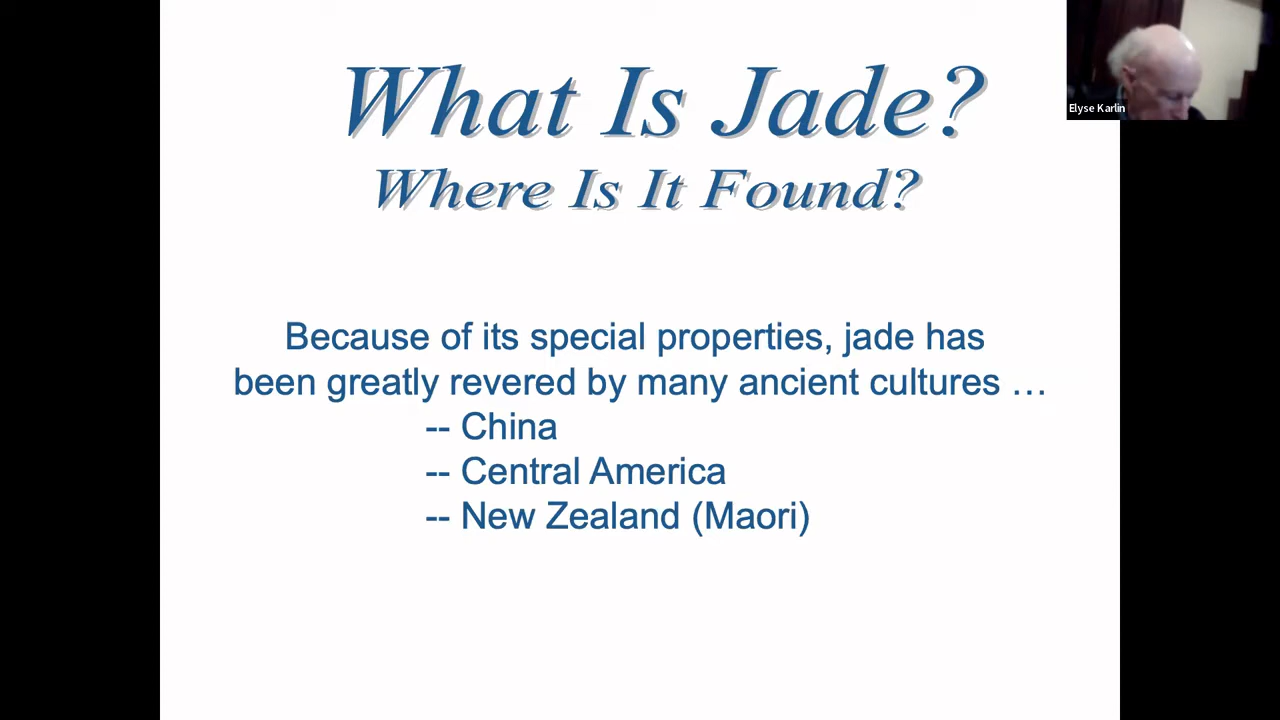 What Is Jade?
Where Is It Found?
Elyse Karlin
Because of its special properties, jade has
been greatly revered by many ancient cultures …
-- China
-- Central America
-- New Zealand (Maori)